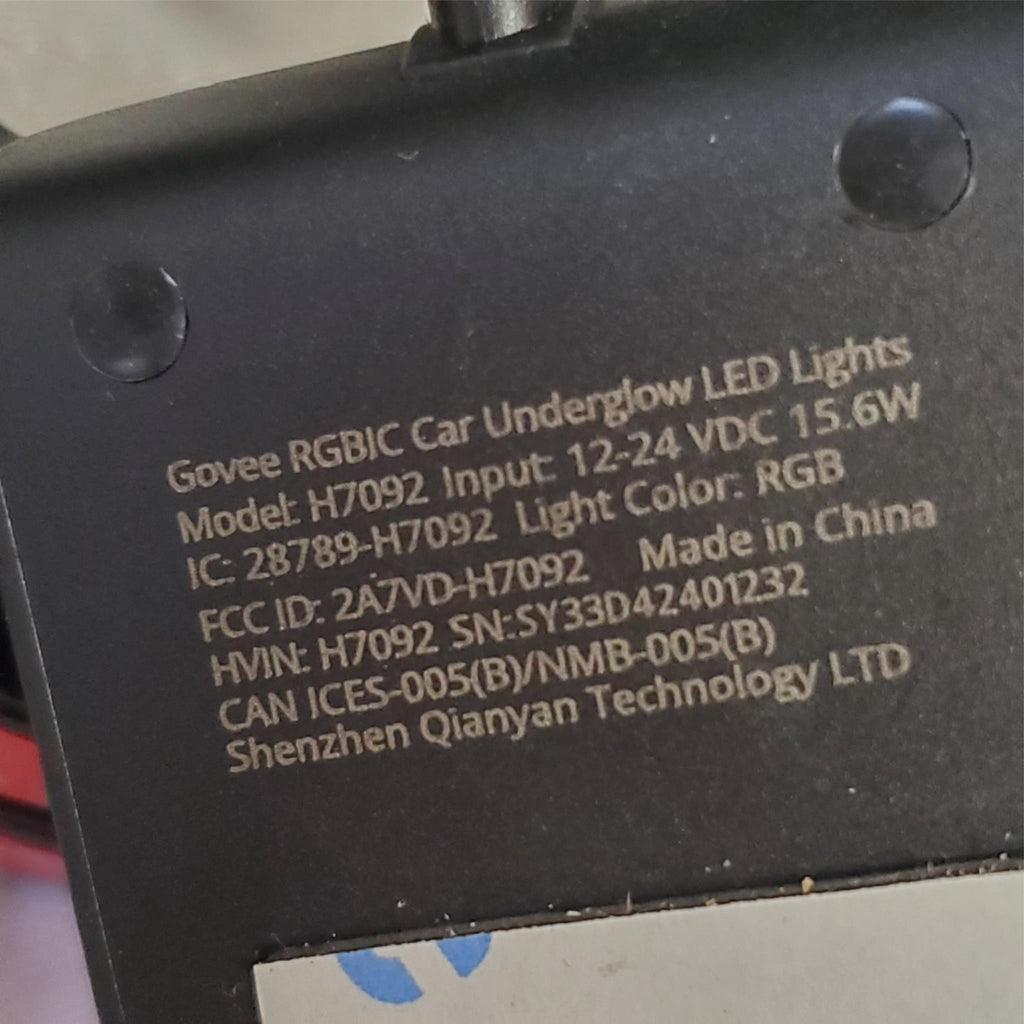 Govee RGBIC Car Underglow LED Lights
Model: H7092 Input: 12-24 VDC 15.6W
IC: 28789-H7092 Light Color: RGB
FCC ID: 2A7VD-H7092 Made in China
HVIN: H7092 SN:SY33D42401232
CAN ICES-005(B)/NMB-005(B)
Shenzhen Qianyan Technology LTD